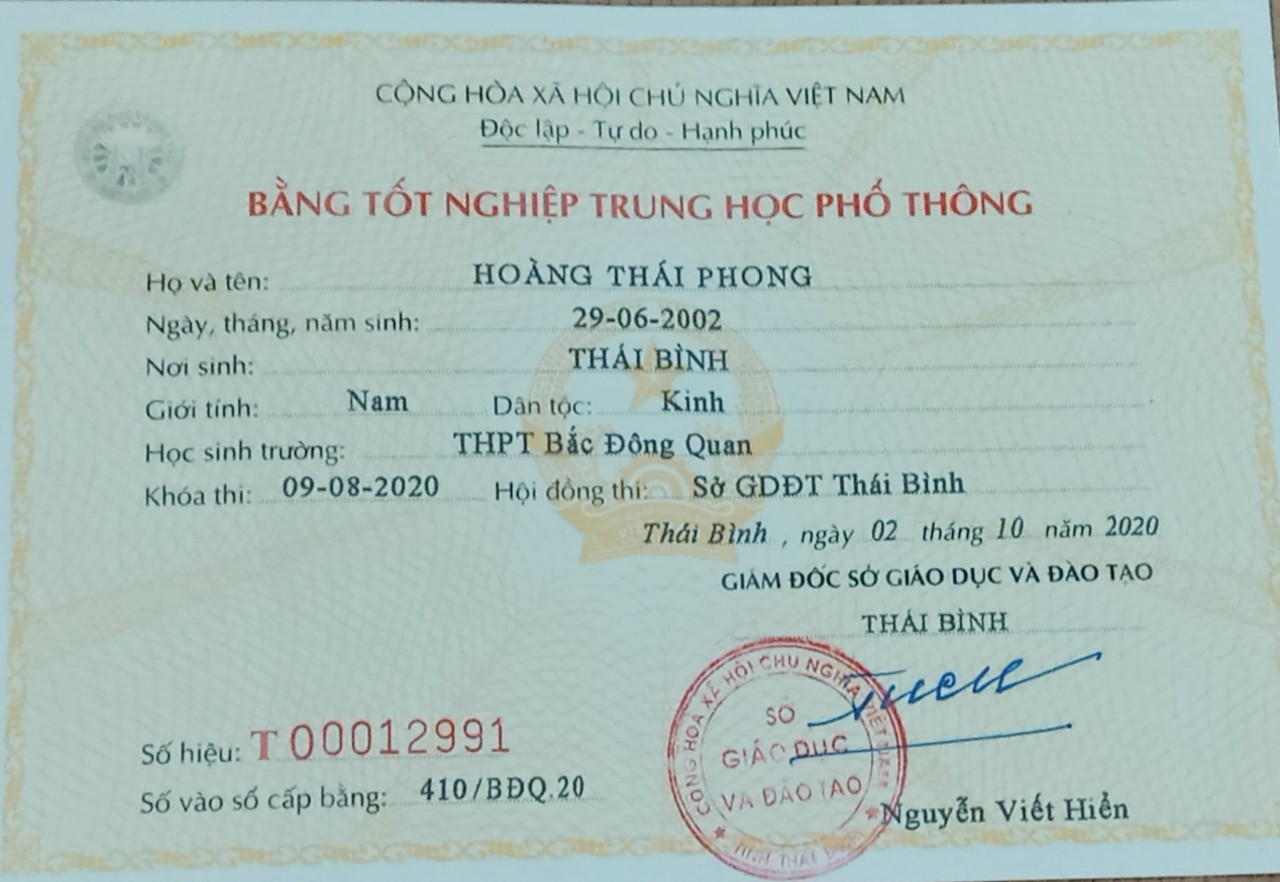 CỘNG HÒA XÃ HỘI CHỦ NGHĨA VIỆT NAM
Độc lập - Tự do - Hạnh phúc
BẰNG TỐT NGHIỆP TRUNG HỌC PHỔ THÔNG
Họ và tên: HOÀNG THÁI PHONG
Ngày, tháng, năm sinh: 29-06-2002
Nơi sinh: THÁI BÌNH
Giới tính: Nam Dân tộc: Kinh
Học sinh trường: THPT Bắc Đông Quan
Khóa thi: 09-08-2020 Hội đồng thi: Sở GDĐT Thái Bình
Thái Bình , ngày 02 tháng 10 năm 2020
GIÁM ĐỐC SỞ GIÁO DỤC VÀ ĐÀO TẠO
THÁI BÌNH
CỘNG HÒA XÃ HỘI CHỦ NGHĨA VIỆT NAM
SỞ
GIÁO DỤC
VÀ ĐÀO TẠO
TỈNH THÁI BÌNH
Số hiệu: T 00012991
Số vào sổ cấp bằng: 410/BĐQ.20
Nguyễn Viết Hiển